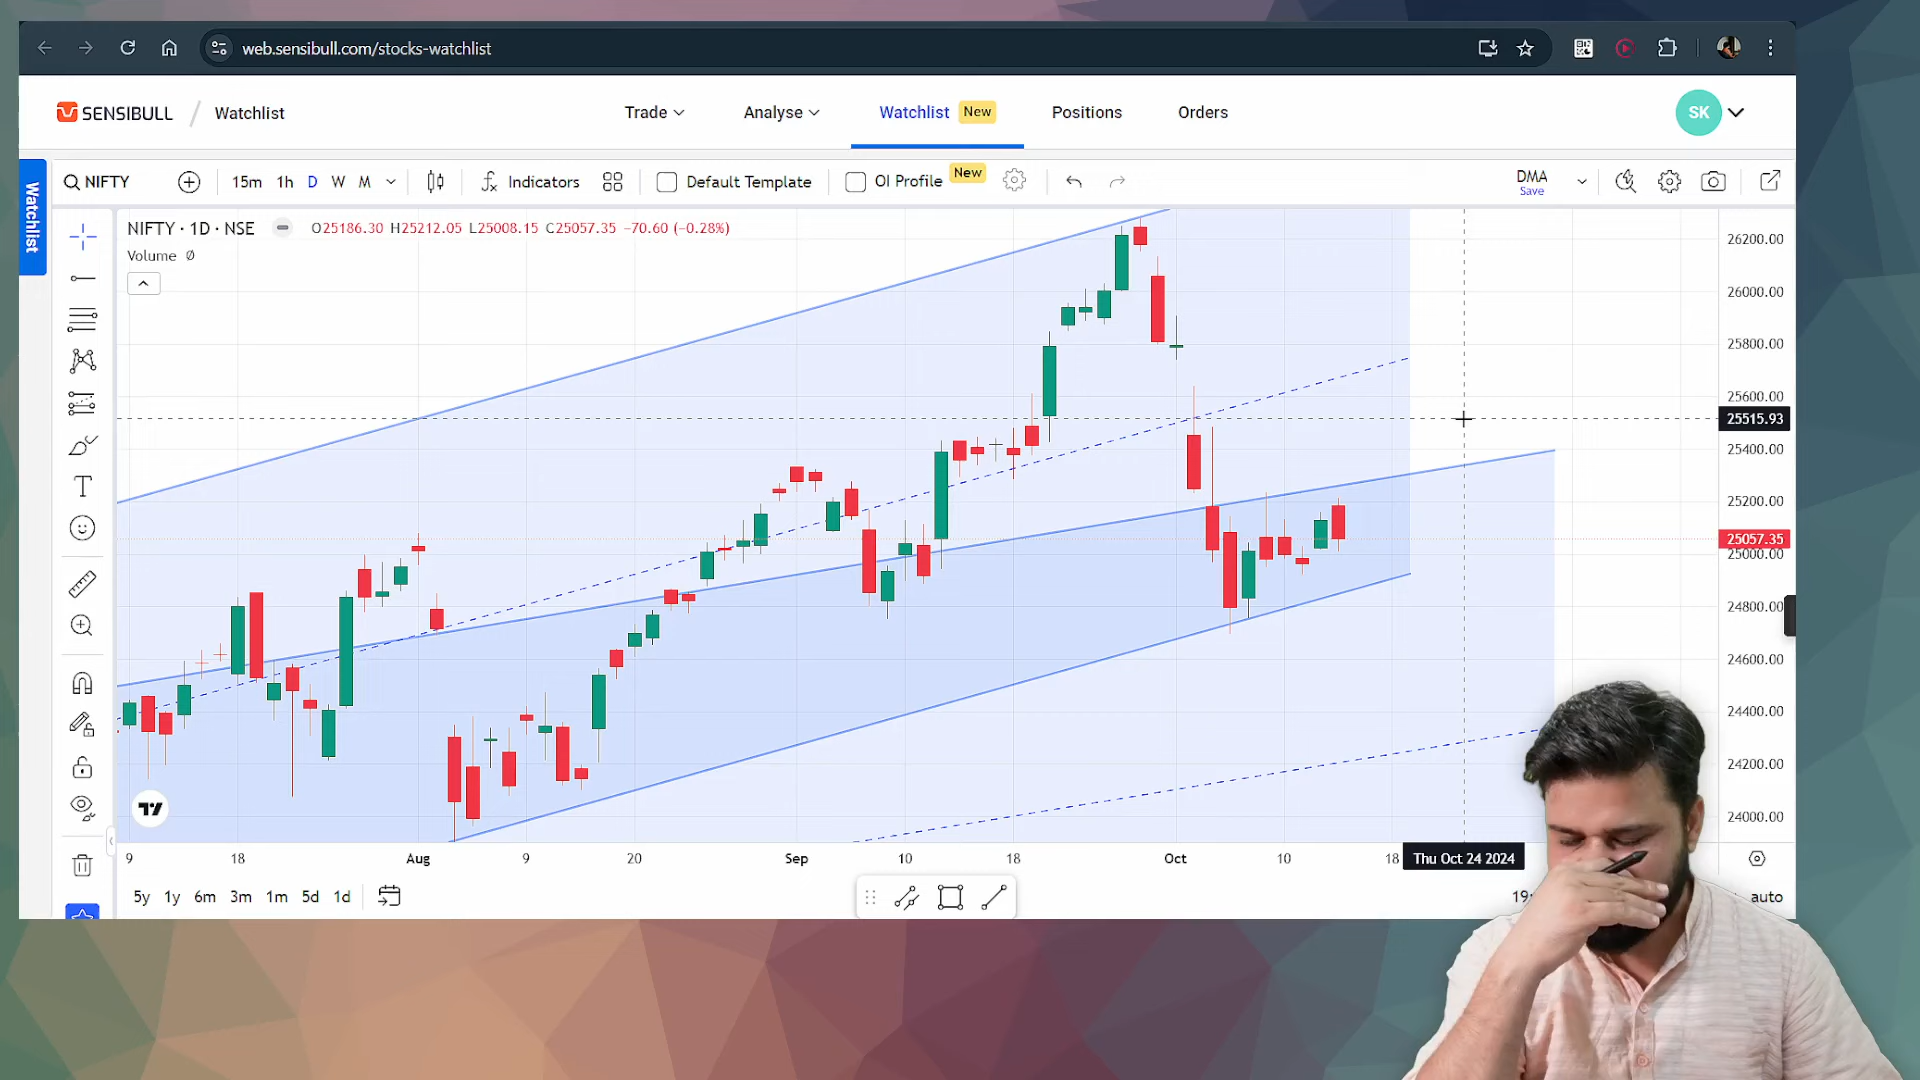 web.sensibull.com/stocks-watchlist
SENSIBULL / Watchlist
Trade
Analyse
Watchlist New
Positions
Orders
SK
Watchlist
NIFTY
15m 1h D W M
Indicators
Default Template
OI Profile New
DMA
Save
NIFTY · 1D · NSE O25186.30 H25212.05 L25008.15 C25057.35 −70.60 (−0.28%)
Volume Ø
26200.00
26000.00
25800.00
25600.00
25515.93
25400.00
25200.00
25057.35
25000.00
24800.00
24600.00
24400.00
24200.00
24000.00
9 18 Aug 9 20 Sep 10 18 Oct 10 18 Thu Oct 24 2024
5y 1y 6m 3m 1m 5d 1d
19:
auto